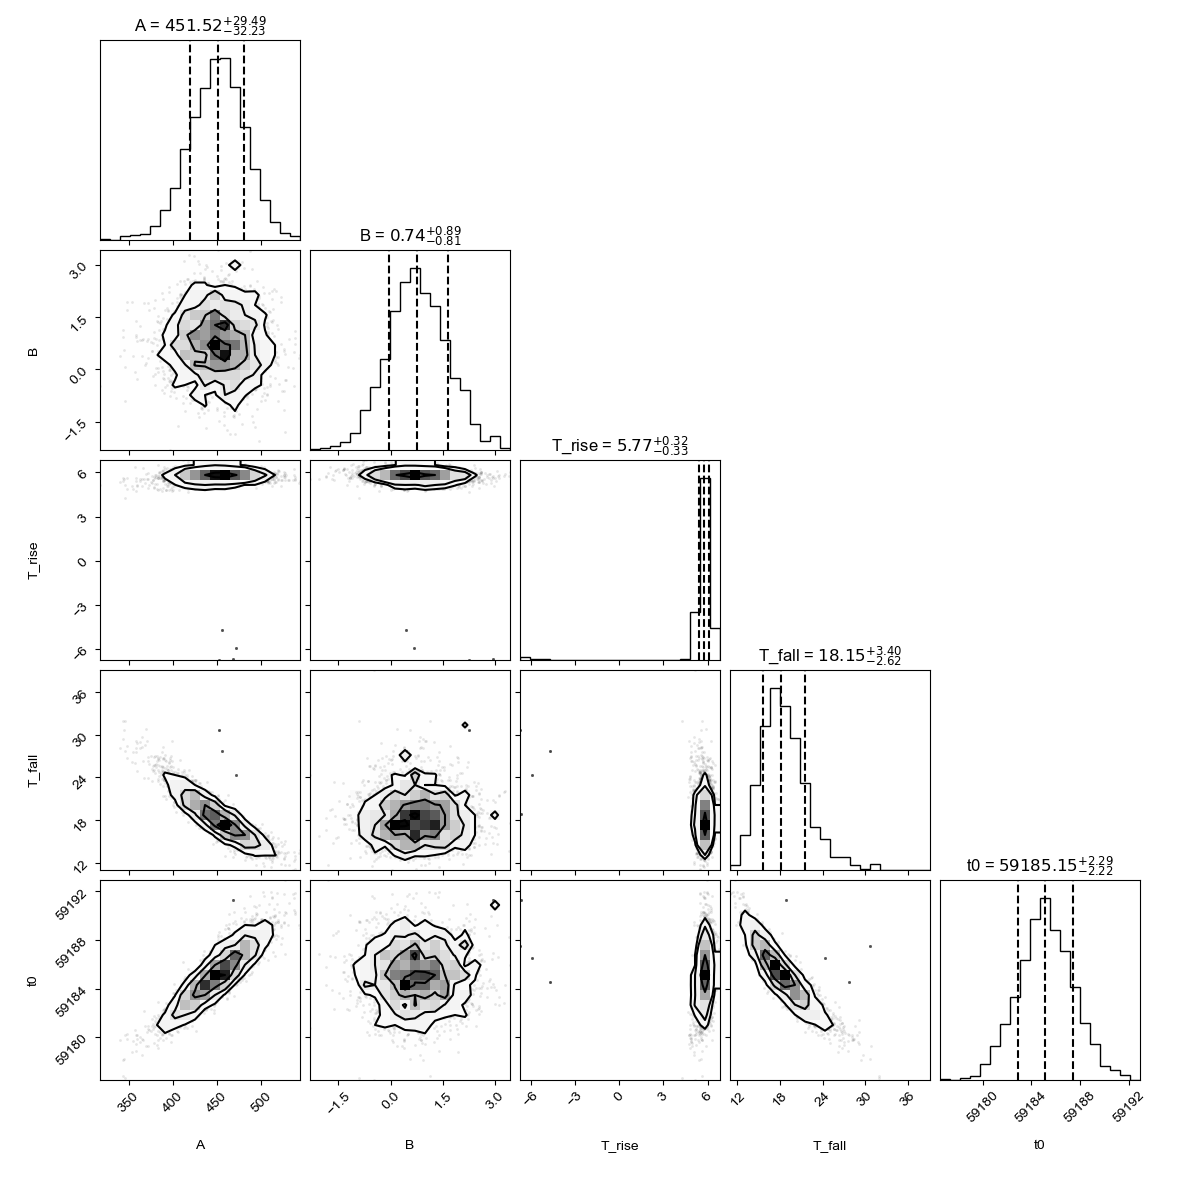 A = 451.52+29.49−32.23
B = 0.74+0.89−0.81
3.0
1.5
0.0
−1.5
B
T_rise = 5.77+0.32−0.33
6
3
0
−3
−6
T_rise
T_fall = 18.15+3.40−2.62
36
30
24
18
12
T_fall
t0 = 59185.15+2.29−2.22
59192
59188
59184
59180
t0
350 400 450 500
−1.5 0.0 1.5 3.0
−6 −3 0 3 6
12 18 24 30 36
59180 59184 59188 59192
A B T_rise T_fall t0